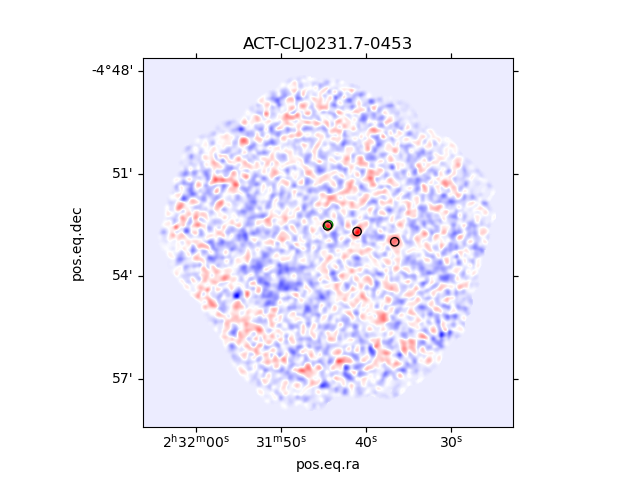 ACT-CLJ0231.7-0453
-4°48'
51'
54'
57'
pos.eq.dec
2ʰ32ᵐ00ˢ 31ᵐ50ˢ 40ˢ 30ˢ
pos.eq.ra